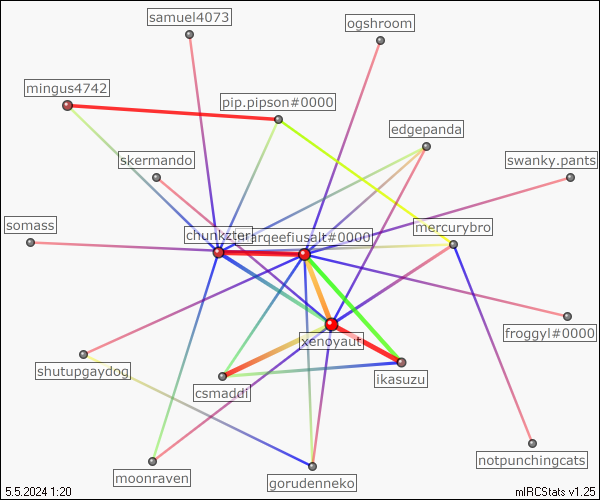 samuel4073
ogshroom
mingus4742
pip.pipson#0000
edgepanda
skermando
swanky.pants
somass
mercurybro
chunkzter
arqeefiusalt#0000
froggyl#0000
xenoyaut
shutupgaydog
csmaddi
ikasuzu
notpunchingcats
moonraven
gorudenneko
5.5.2024 1:20
mIRCStats v1.25